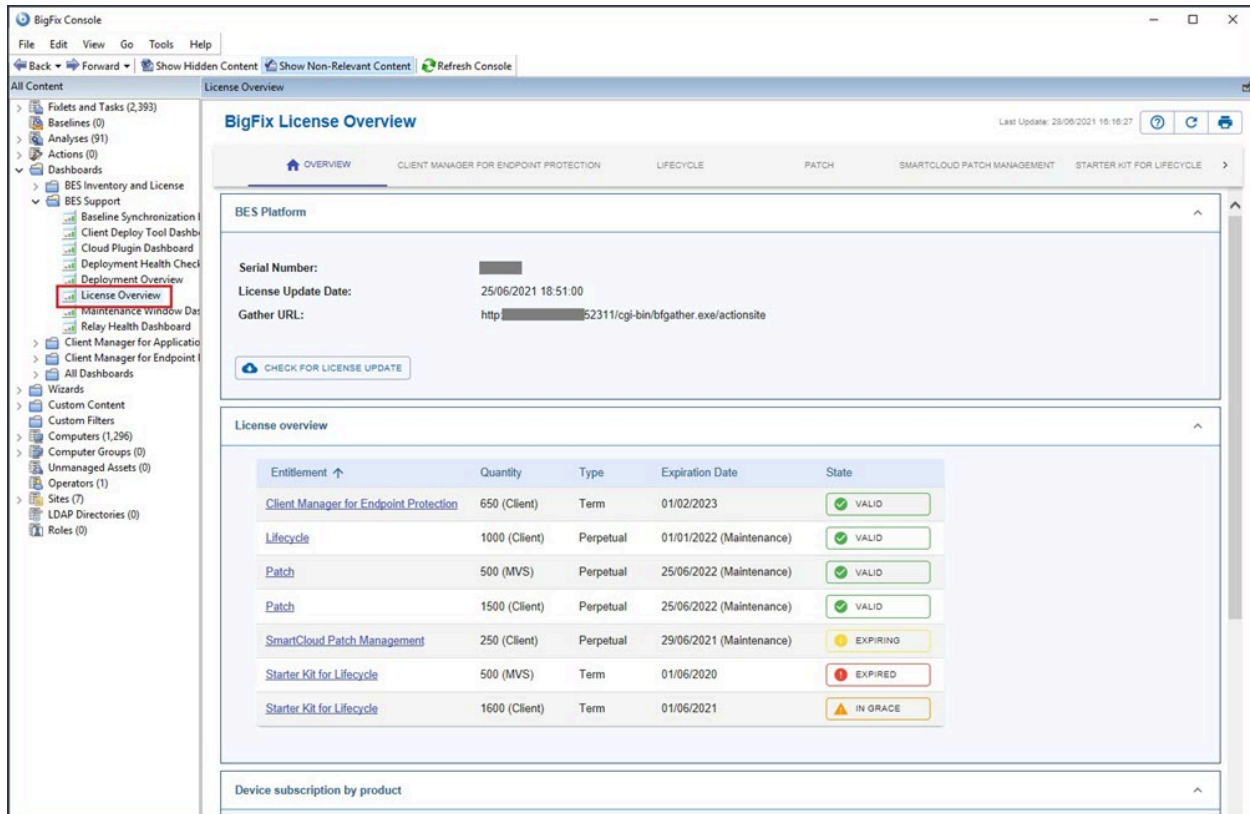 BigFix Console
File Edit View Go Tools Help
Back Forward Show Hidden Content Show Non-Relevant Content Refresh Console
All Content
License Overview
Fixlets and Tasks (2,393)
Baselines (0)
Analyses (91)
Actions (0)
Dashboards
BES Inventory and License
BES Support
Baseline Synchronization
Client Deploy Tool Dashb
Cloud Plugin Dashboard
Deployment Health Check
Deployment Overview
License Overview
Maintenance Window Das
Relay Health Dashboard
Client Manager for Applicatio
Client Manager for Endpoint
All Dashboards
Wizards
Custom Content
Custom Filters
Computers (1,296)
Computer Groups (0)
Unmanaged Assets (0)
Operators (1)
Sites (7)
LDAP Directories (0)
Roles (0)
BigFix License Overview
Last Update: 28/06/2021 16:16:27
OVERVIEW CLIENT MANAGER FOR ENDPOINT PROTECTION LIFECYCLE PATCH SMARTCLOUD PATCH MANAGEMENT STARTER KIT FOR LIFECYCLE
BES Platform
Serial Number:
License Update Date: 25/06/2021 18:51:00
Gather URL: http: 52311/cgi-bin/bfgather.exe/actionsite
CHECK FOR LICENSE UPDATE
License overview
Entitlement Quantity Type Expiration Date State
Client Manager for Endpoint Protection 650 (Client) Term 01/02/2023 VALID
Lifecycle 1000 (Client) Perpetual 01/01/2022 (Maintenance) VALID
Patch 500 (MVS) Perpetual 25/06/2022 (Maintenance) VALID
Patch 1500 (Client) Perpetual 25/06/2022 (Maintenance) VALID
SmartCloud Patch Management 250 (Client) Perpetual 29/06/2021 (Maintenance) EXPIRING
Starter Kit for Lifecycle 500 (MVS) Term 01/06/2020 EXPIRED
Starter Kit for Lifecycle 1600 (Client) Term 01/06/2021 IN GRACE
Device subscription by product